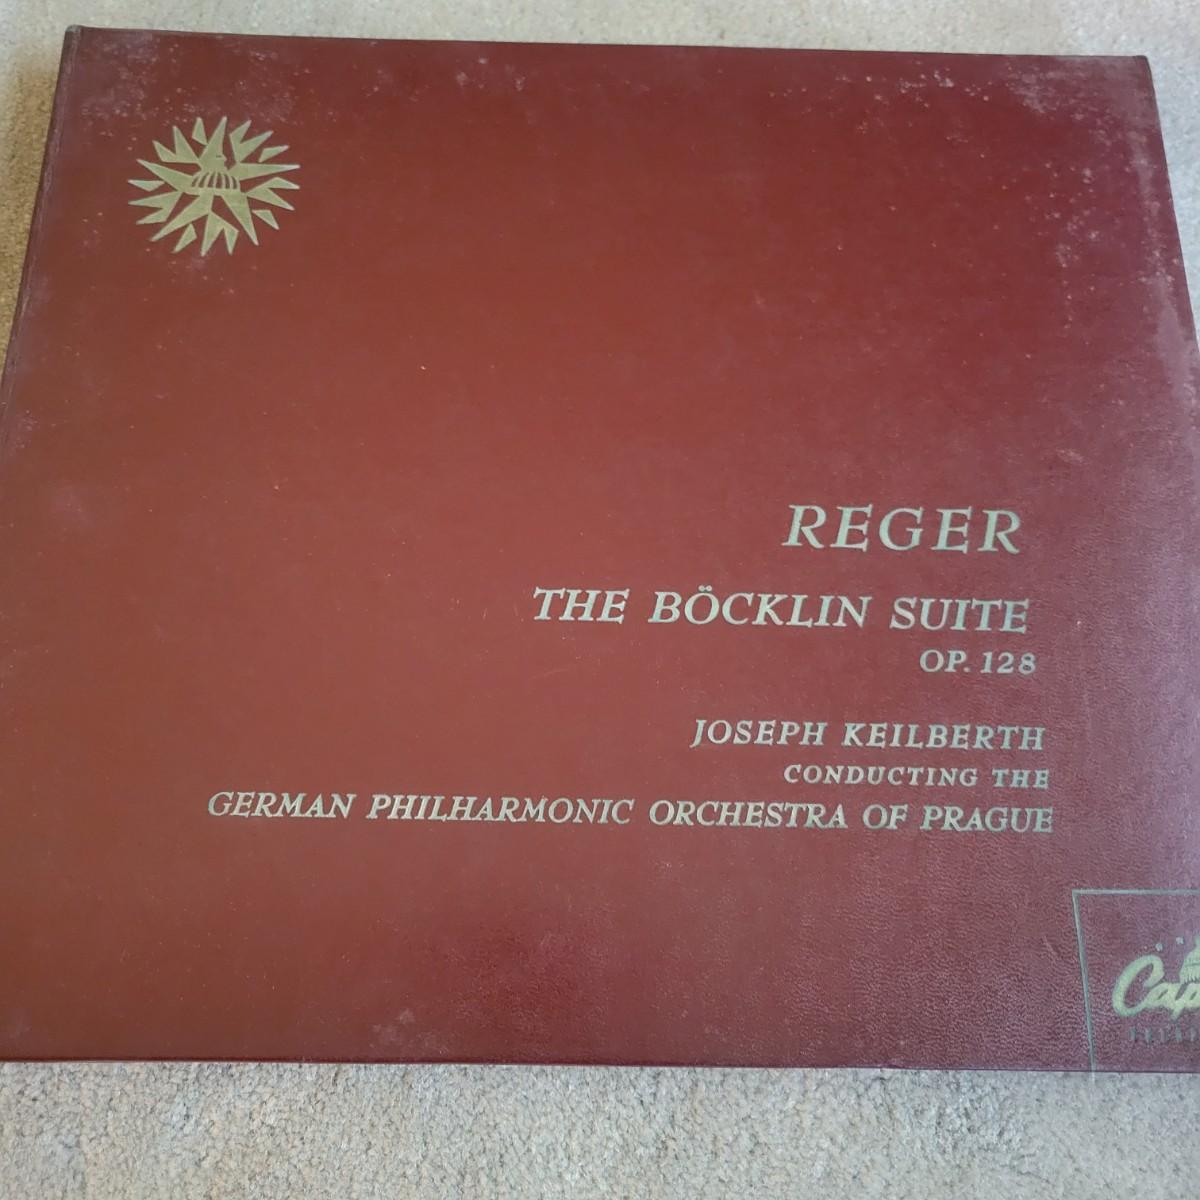 REGER
THE BÖCKLIN SUITE
OP. 128
JOSEPH KEILBERTH
CONDUCTING THE
GERMAN PHILHARMONIC ORCHESTRA OF PRAGUE